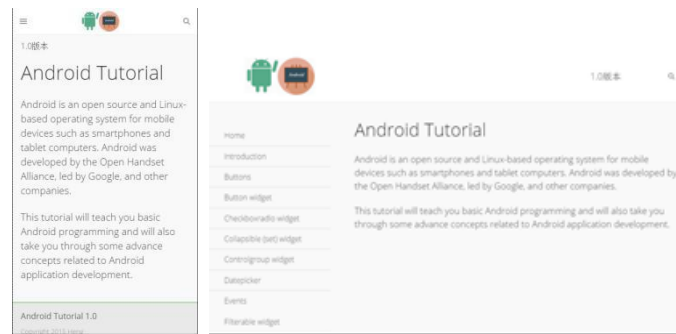 1.0版本
Android Tutorial
Android is an open source and Linux-
based operating system for mobile
devices such as smartphones and
tablet computers. Android was
developed by the Open Handset
Alliance, led by Google, and other
companies.
This tutorial will teach you basic
Android programming and will also
take you through some advance
concepts related to Android
application development.
Android Tutorial 1.0
Copyright 2015
Android
1.0版本
Home
Introduction
Buttons
Button widget
Checkboxradio widget
Collapsible (set) widget
Controlgroup widget
Datepicker
Events
Filterable widget
Android Tutorial
Android is an open source and Linux-based operating system for mobile
devices such as smartphones and tablet computers. Android was developed by
the Open Handset Alliance, led by Google, and other companies.
This tutorial will teach you basic Android programming and will also take you
through some advance concepts related to Android application development.